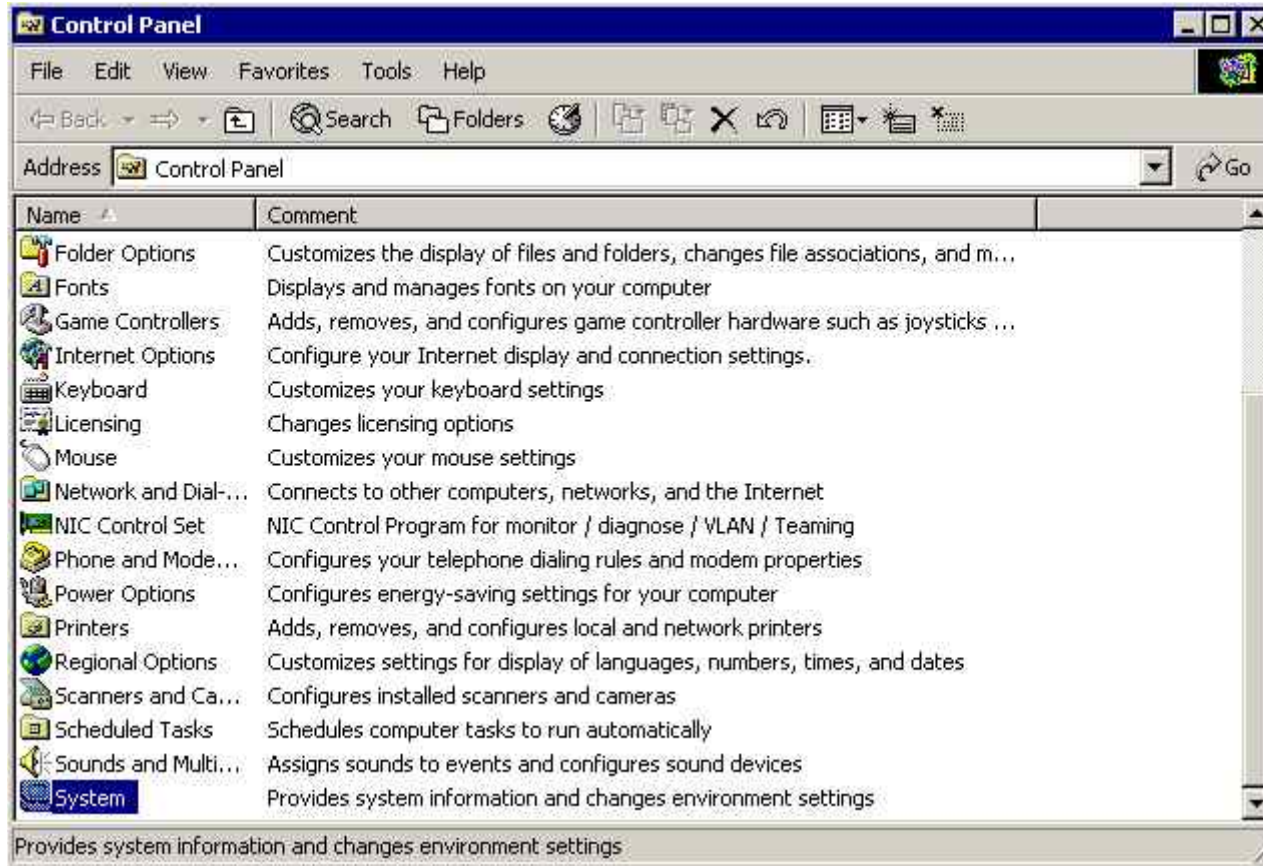 Control Panel
File Edit View Favorites Tools Help
Back Search Folders
Address Control Panel Go
Name Comment
Folder Options Customizes the display of files and folders, changes file associations, and m...
Fonts Displays and manages fonts on your computer
Game Controllers Adds, removes, and configures game controller hardware such as joysticks ...
Internet Options Configure your Internet display and connection settings.
Keyboard Customizes your keyboard settings
Licensing Changes licensing options
Mouse Customizes your mouse settings
Network and Dial-... Connects to other computers, networks, and the Internet
NIC Control Set NIC Control Program for monitor / diagnose / VLAN / Teaming
Phone and Mode... Configures your telephone dialing rules and modem properties
Power Options Configures energy-saving settings for your computer
Printers Adds, removes, and configures local and network printers
Regional Options Customizes settings for display of languages, numbers, times, and dates
Scanners and Ca... Configures installed scanners and cameras
Scheduled Tasks Schedules computer tasks to run automatically
Sounds and Multi... Assigns sounds to events and configures sound devices
System Provides system information and changes environment settings
Provides system information and changes environment settings